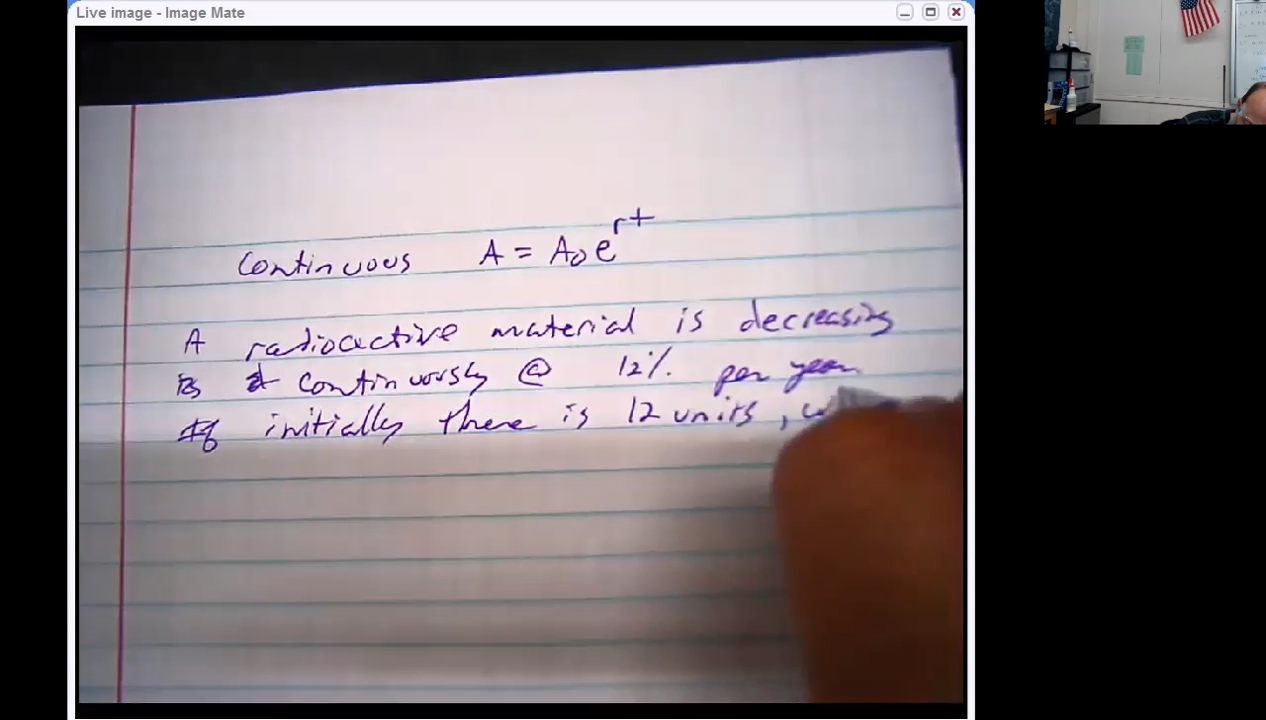 Live image - Image Mate
Continuous A = A₀e^{rt}
A radioactive material is decreasing
continuously @ 12% per year.
If initially there is 12 units,